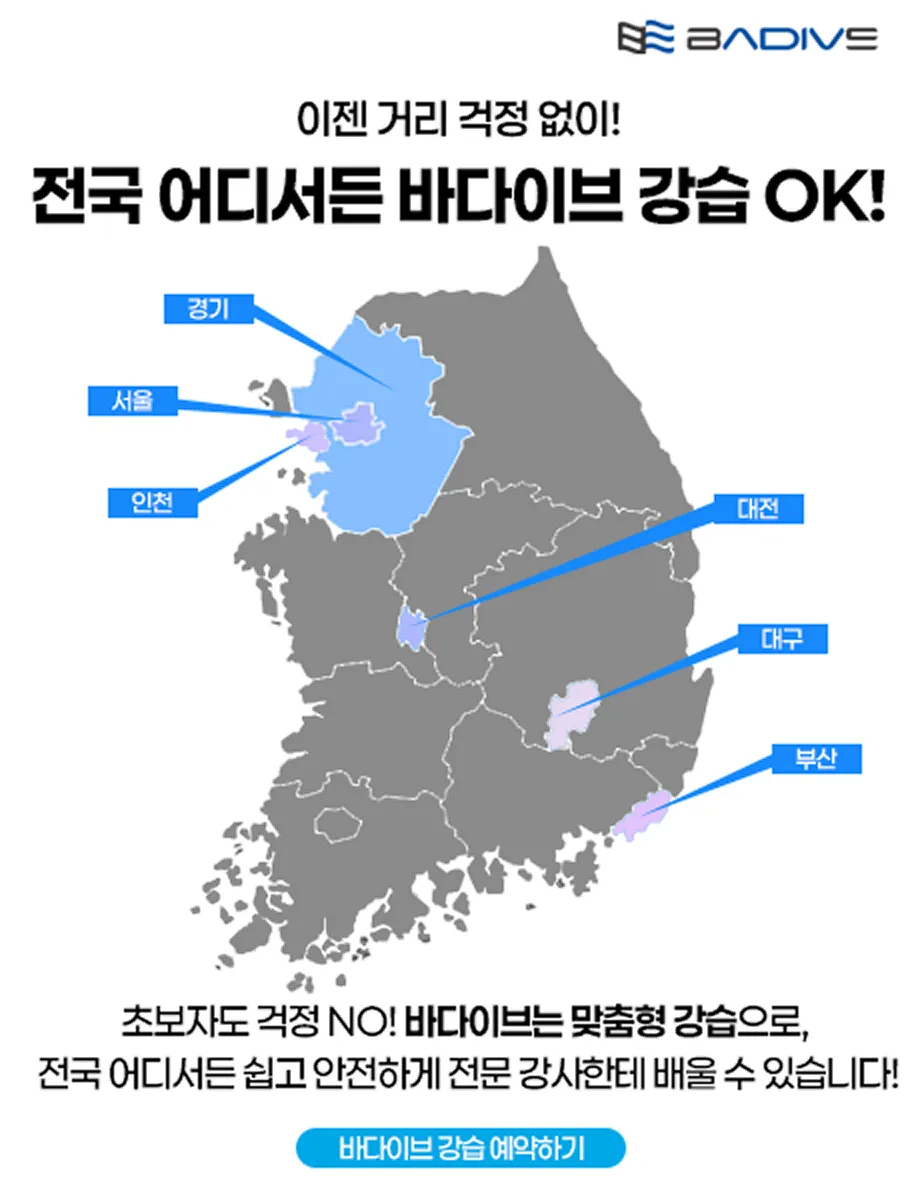 BADIVE
이젠 거리 걱정 없이!
전국 어디서든 바다이브 강습 OK!
경기
서울
인천
대전
대구
부산
초보자도 걱정 NO! 바다이브는 맞춤형 강습으로,
전국 어디서든 쉽고 안전하게 전문 강사한테 배울 수 있습니다!
바다이브 강습 예약하기